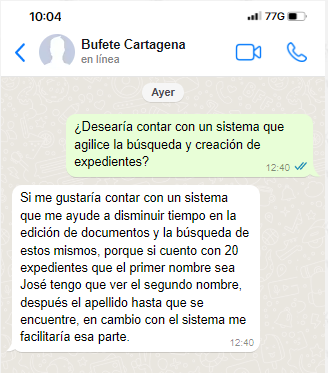 10:04
77G
Bufete Cartagena
en línea
Ayer
¿Desearía contar con un sistema que
agilice la búsqueda y creación de
expedientes?
12:40
Si me gustaría contar con un sistema
que me ayude a disminuir tiempo en la
edición de documentos y la búsqueda de
estos mismos, porque si cuento con 20
expedientes que el primer nombre sea
José tengo que ver el segundo nombre,
después el apellido hasta que se
encuentre, en cambio con el sistema me
facilitaría esa parte.
12:40